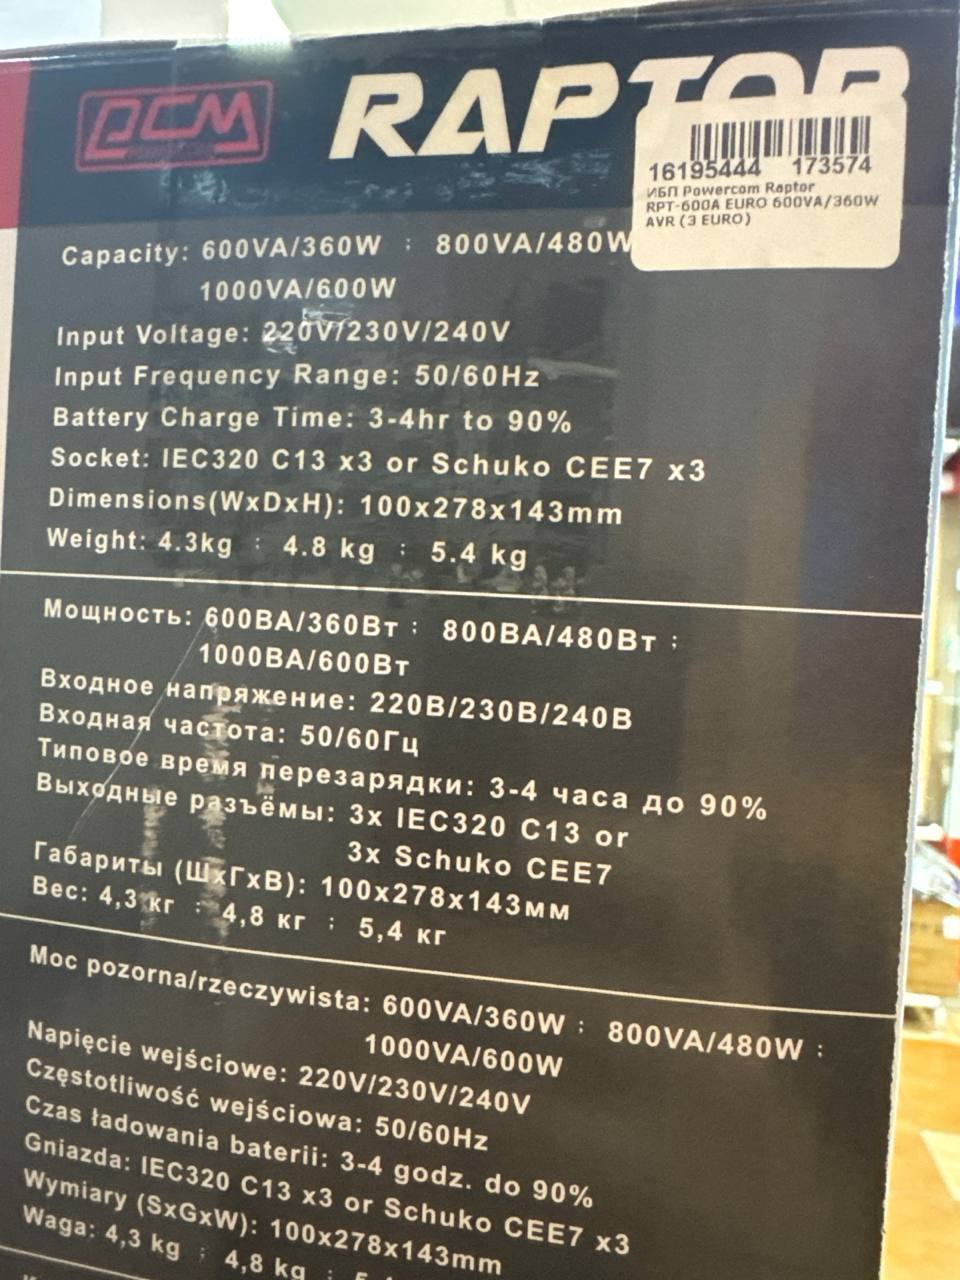 PCM
RAPTOR
16195444 173574
ИБП Powercom Raptor
RPT-600A EURO 600VA/360W
AVR (3 EURO)
Capacity: 600VA/360W ; 800VA/480W
1000VA/600W
Input Voltage: 220V/230V/240V
Input Frequency Range: 50/60Hz
Battery Charge Time: 3-4hr to 90%
Socket: IEC320 C13 x3 or Schuko CEE7 x3
Dimensions(WxDxH): 100x278x143mm
Weight: 4.3kg ; 4.8 kg ; 5.4 kg
Мощность: 600ВА/360Вт ; 800ВА/480Вт ;
1000ВА/600Вт
Входное напряжение: 220В/230В/240В
Входная частота: 50/60Гц
Типовое время перезарядки: 3-4 часа до 90%
Выходные разъёмы: 3x IEC320 C13 or
3x Schuko CEE7
Габариты (ШxГxВ): 100x278x143мм
Вес: 4,3 кг ; 4,8 кг ; 5,4 кг
Moc pozorna/rzeczywista: 600VA/360W ; 800VA/480W ;
1000VA/600W
Napięcie wejściowe: 220V/230V/240V
Częstotliwość wejściowa: 50/60Hz
Czas ładowania baterii: 3-4 godz. do 90%
Gniazda: IEC320 C13 x3 or Schuko CEE7 x3
Wymiary (SxGxW): 100x278x143mm
Waga: 4,3 kg ; 4,8 kg ;